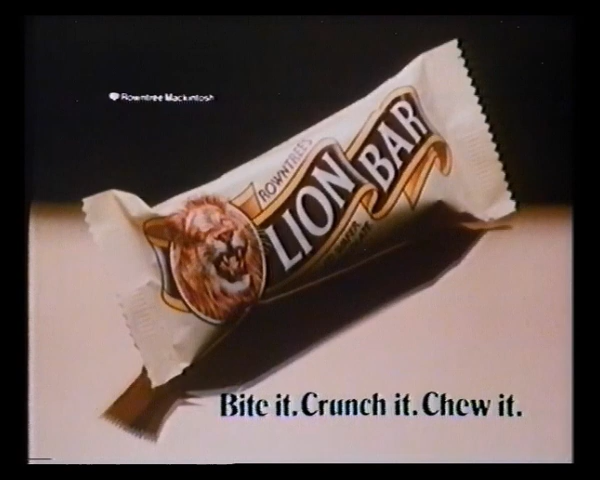 Rowntree Mackintosh
ROWNTREE'S
LION
BAR
Bite it. Crunch it. Chew it.